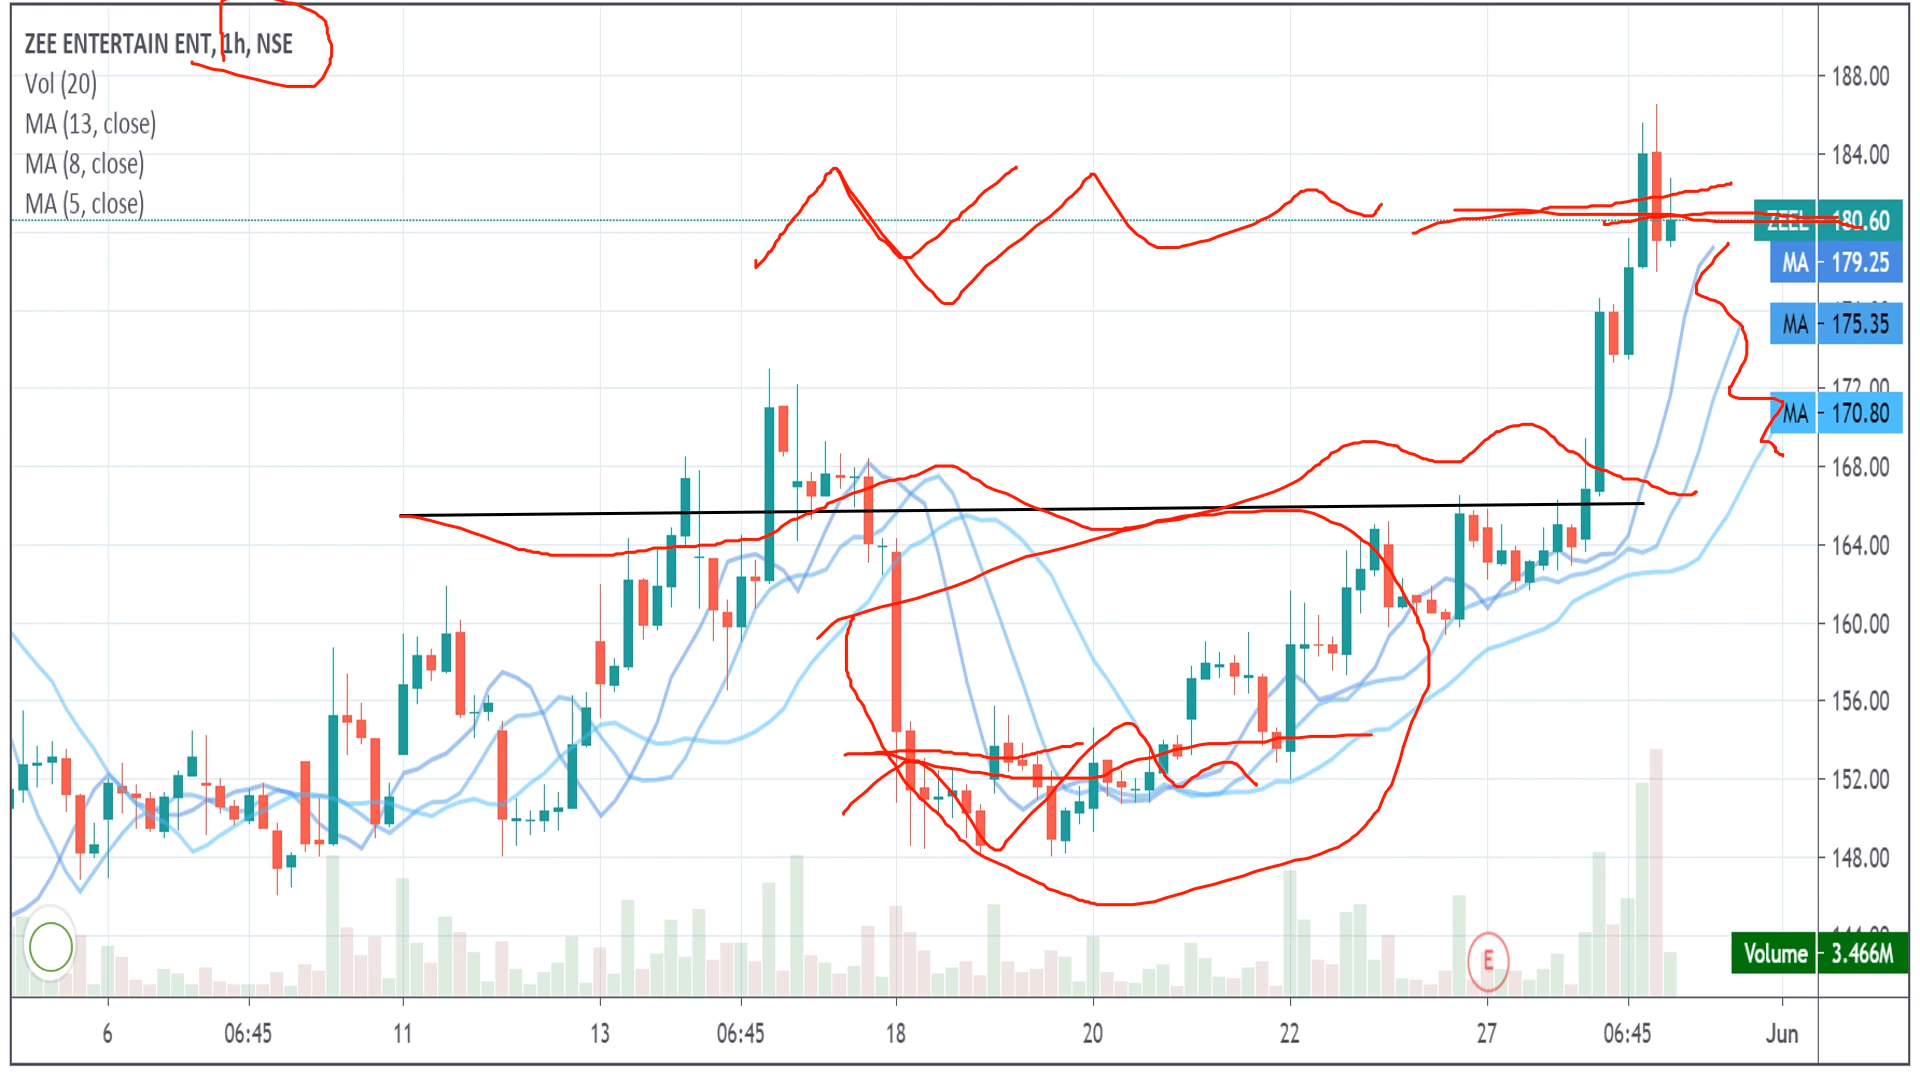 ZEE ENTERTAIN ENT, 1h, NSE
Vol (20)
MA (13, close)
MA (8, close)
MA (5, close)
188.00
184.00
ZEEL 180.60
MA 179.25
MA 175.35
172.00
MA 170.80
168.00
164.00
160.00
156.00
152.00
148.00
Volume 3.466M
E
6 06:45 11 13 06:45 18 20 22 27 06:45 Jun